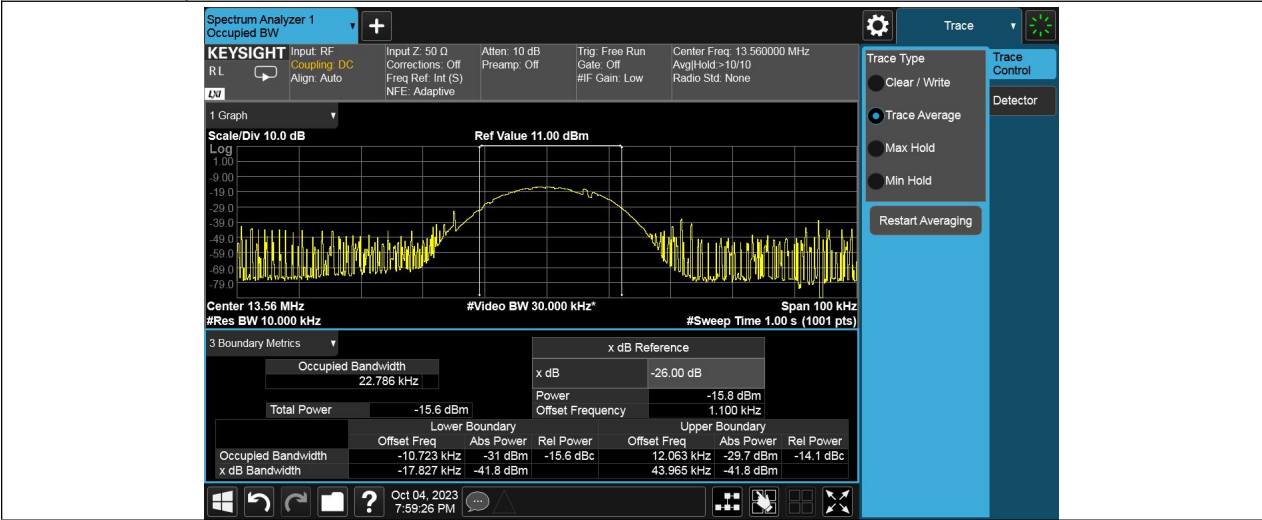 Spectrum Analyzer 1
Occupied BW
Trace
KEYSIGHT Input: RF Input Z: 50 Ω Atten: 10 dB Trig: Free Run Center Freq: 13.560000 MHz
RL Coupling: DC Corrections: Off Preamp: Off Gate: Off Avg|Hold:>10/10
Align: Auto Freq Ref: Int (S) #IF Gain: Low Radio Std: None
LXI NFE: Adaptive
Trace Type
Clear / Write
Trace Average
Max Hold
Min Hold
Restart Averaging
Trace
Control
Detector
1 Graph
Scale/Div 10.0 dB Ref Value 11.00 dBm
Log
1.00
-9.00
-19.0
-29.0
-39.0
-49.0
-59.0
-69.0
-79.0
Center 13.56 MHz #Video BW 30.000 kHz* Span 100 kHz
#Res BW 10.000 kHz #Sweep Time 1.00 s (1001 pts)
3 Boundary Metrics
Occupied Bandwidth
22.786 kHz
Total Power -15.6 dBm
x dB Reference
x dB -26.00 dB
Power -15.8 dBm
Offset Frequency 1.100 kHz
Lower Boundary Upper Boundary
Offset Freq Abs Power Rel Power Offset Freq Abs Power Rel Power
Occupied Bandwidth -10.723 kHz -31 dBm -15.6 dBc 12.063 kHz -29.7 dBm -14.1 dBc
x dB Bandwidth -17.827 kHz -41.8 dBm 43.965 kHz -41.8 dBm
Oct 04, 2023
7:59:26 PM